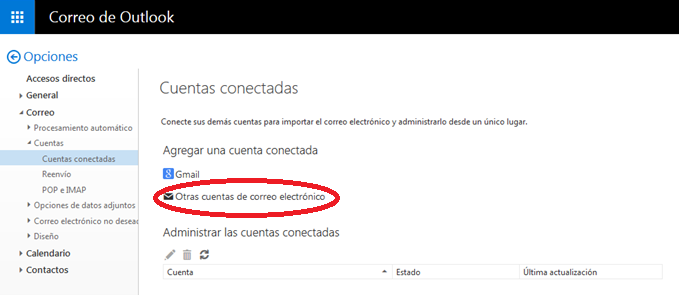 Correo de Outlook
Opciones
Accesos directos
General
Correo
Procesamiento automático
Cuentas
Cuentas conectadas
Reenvío
POP e IMAP
Opciones de datos adjuntos
Correo electrónico no desead
Diseño
Calendario
Contactos
Cuentas conectadas
Conecte sus demás cuentas para importar el correo electrónico y administrarlo desde un único lugar.
Agregar una cuenta conectada
Gmail
Otras cuentas de correo electrónico
Administrar las cuentas conectadas
Cuenta Estado Última actualización